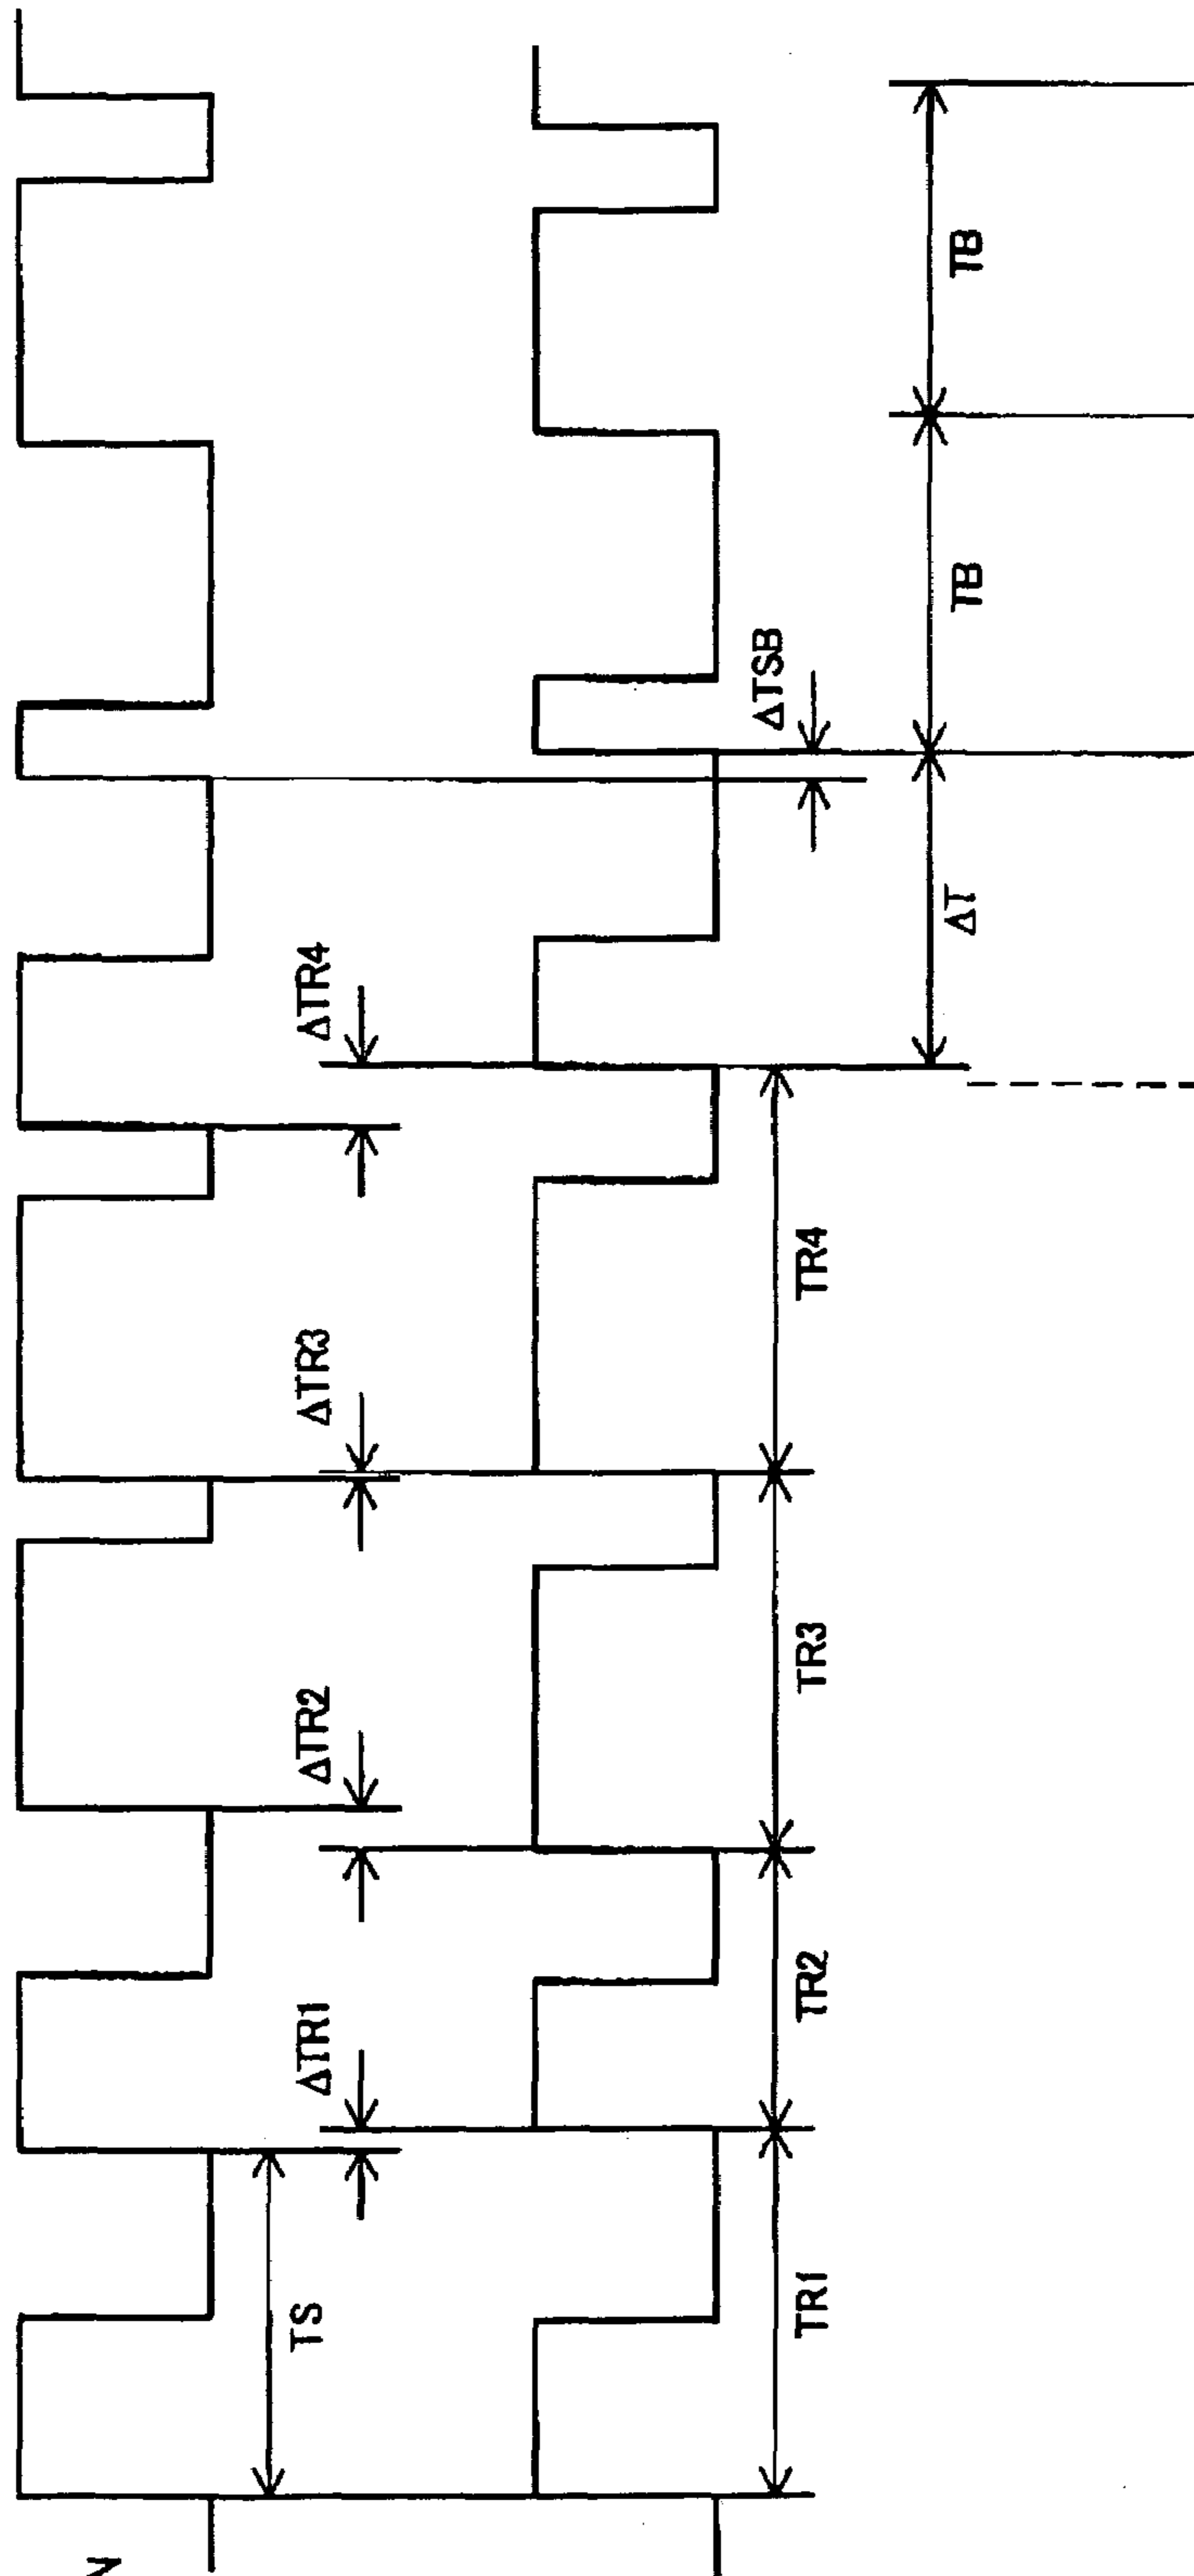 N
TS
ΔTR1
ΔTR2
ΔTR3
ΔTR4
TR1
TR2
TR3
TR4
ΔTSB
ΔT
TB
TB